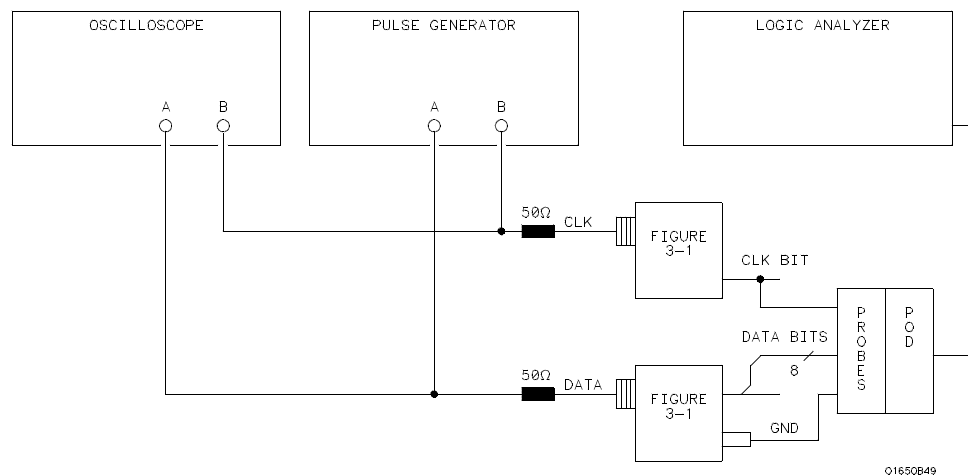 OSCILLOSCOPE
PULSE GENERATOR
LOGIC ANALYZER
A
B
A
B
50Ω
CLK
FIGURE
3-1
CLK BIT
DATA BITS
8
PROBES
POD
50Ω
DATA
FIGURE
3-1
GND
Q1650B49